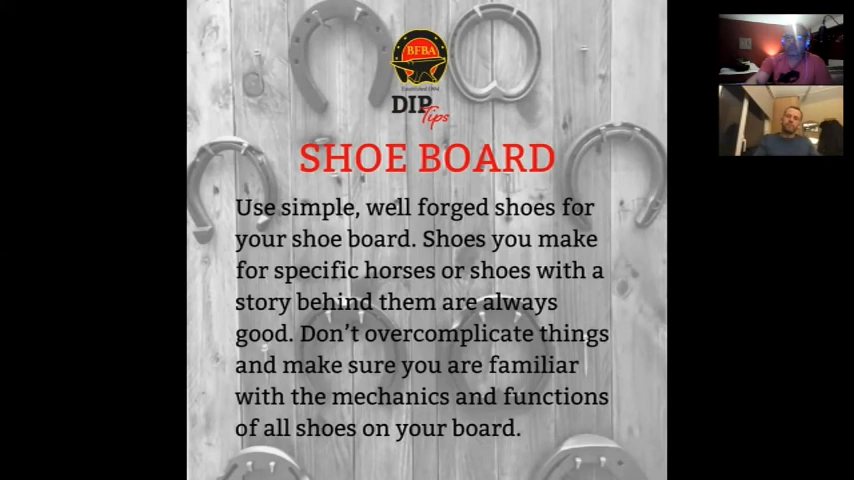 BFBA
Established 1984
DIP
Tips
SHOE BOARD
Use simple, well forged shoes for
your shoe board. Shoes you make
for specific horses or shoes with a
story behind them are always
good. Don't overcomplicate things
and make sure you are familiar
with the mechanics and functions
of all shoes on your board.